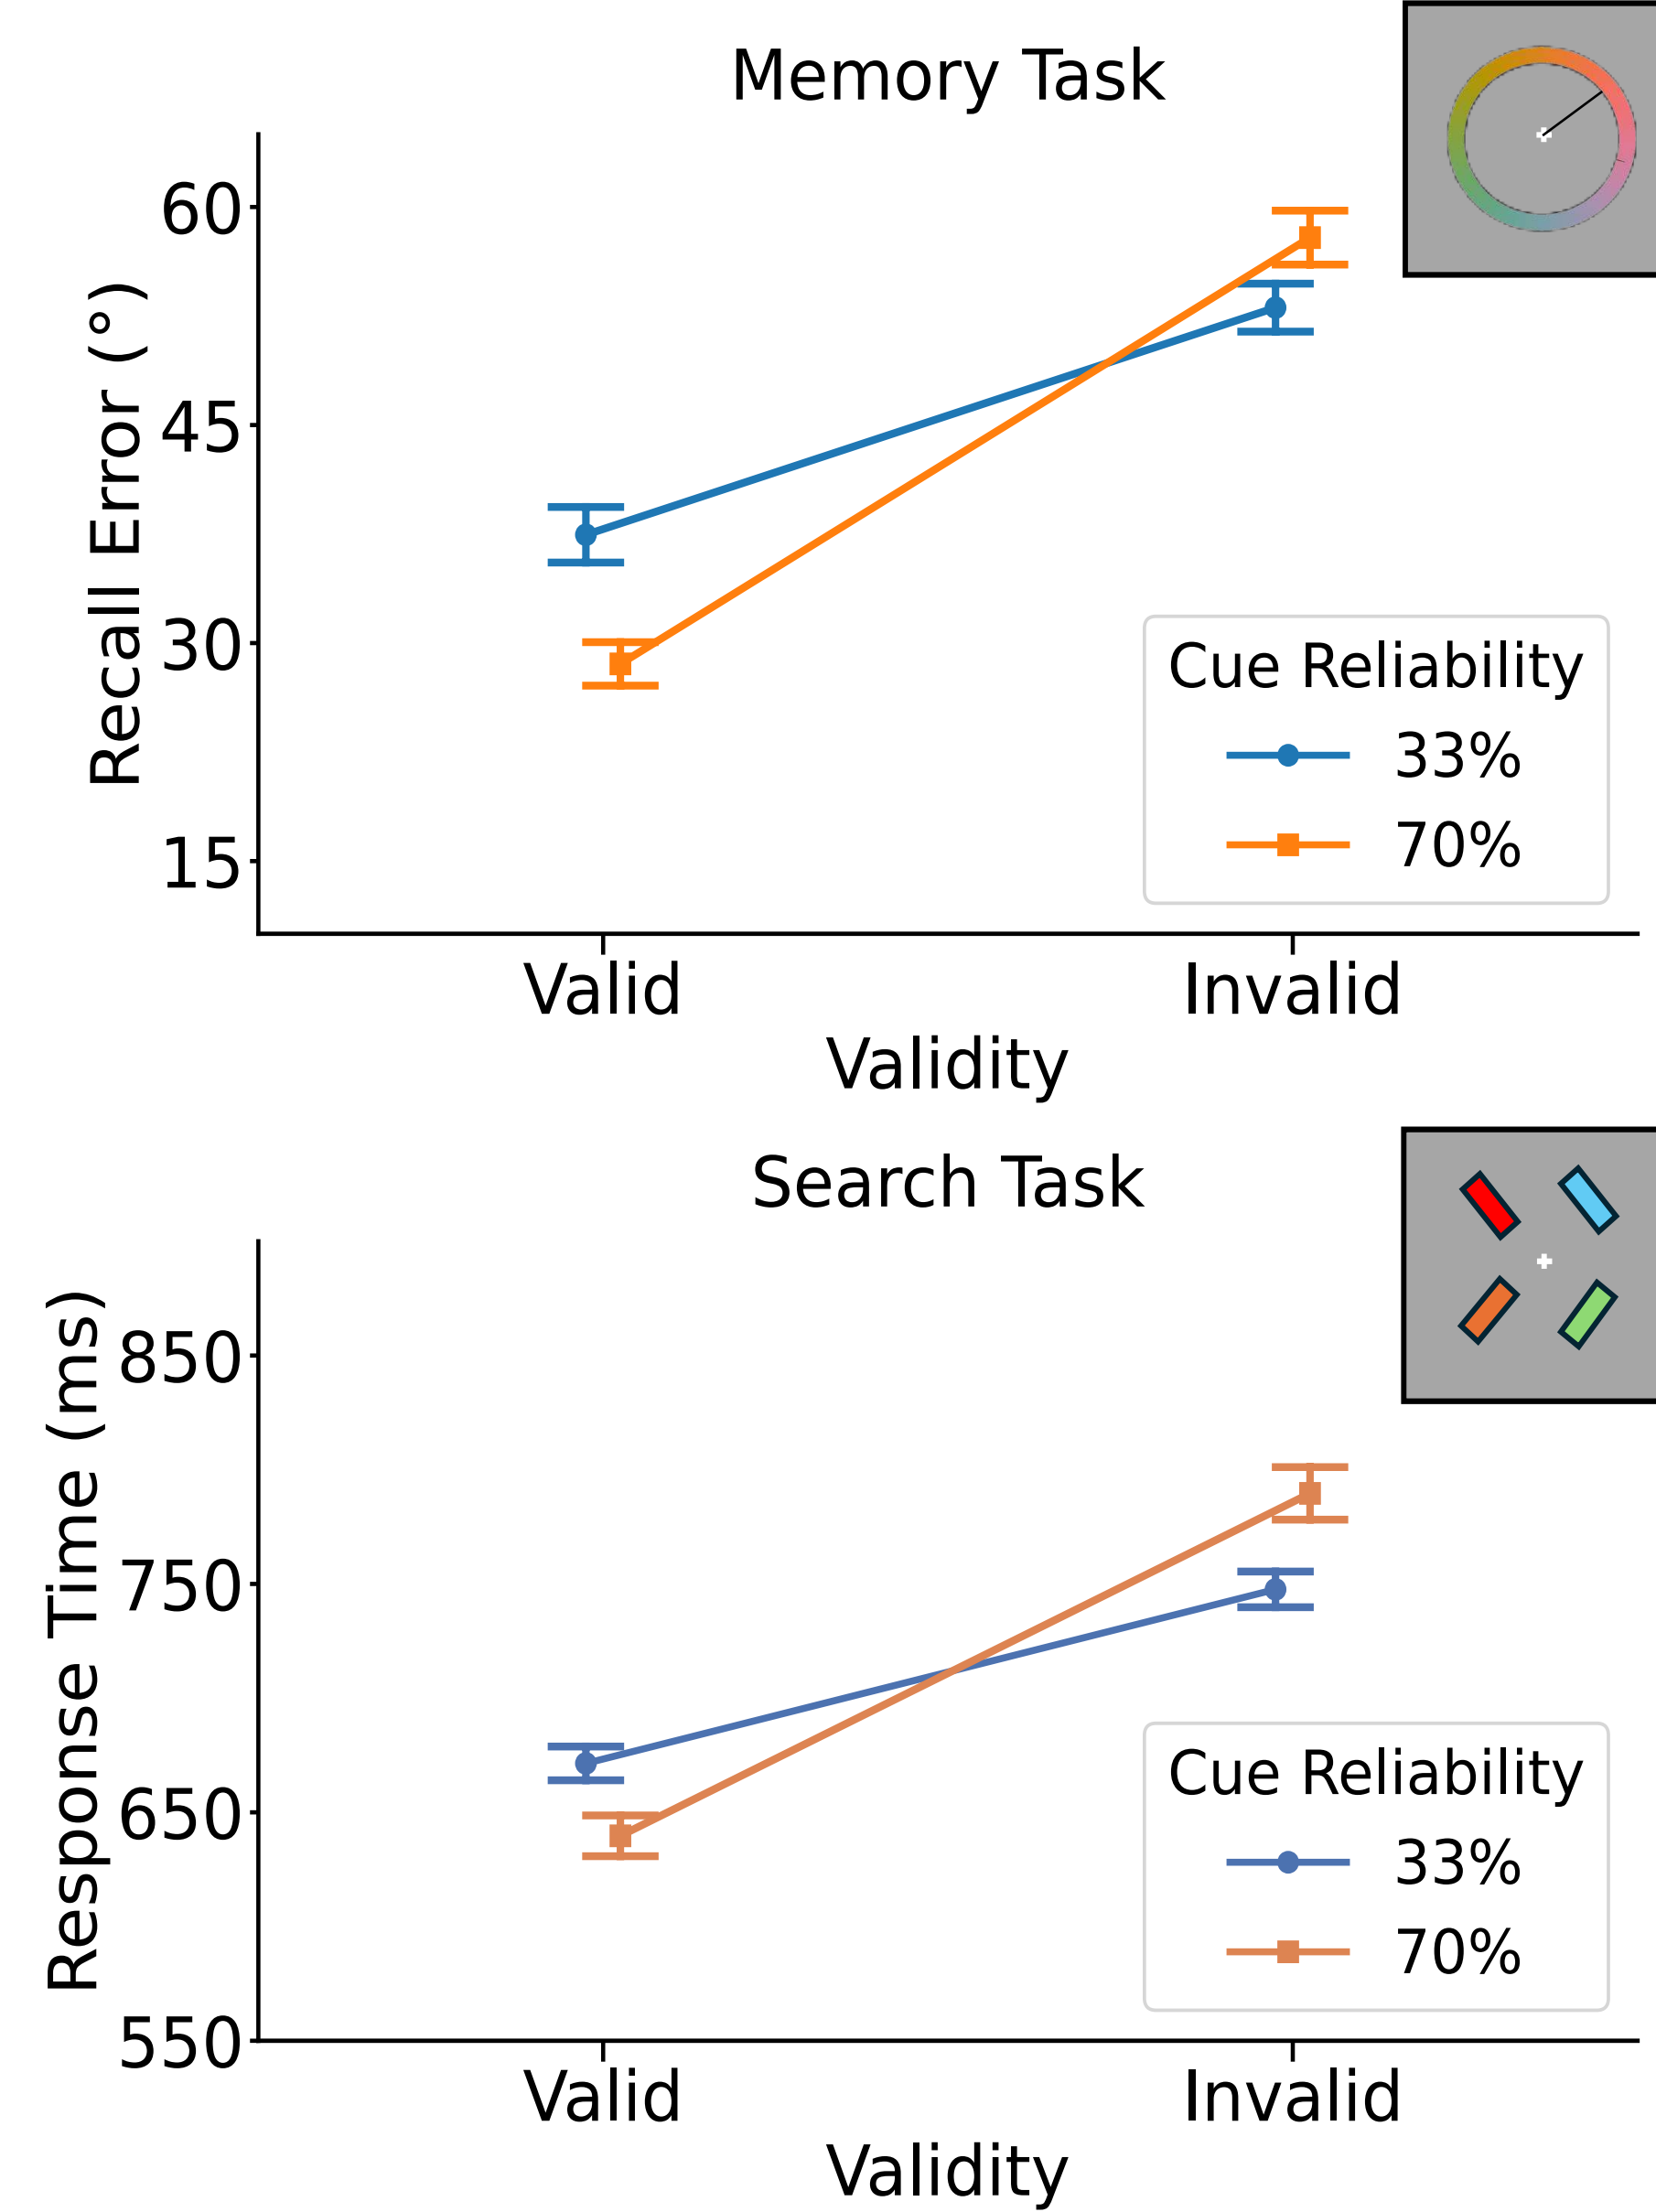 Memory Task
60
45
30
15
Recall Error (°)
Cue Reliability
33%
70%
Valid
Invalid
Validity
Search Task
850
750
650
550
Response Time (ms)
Cue Reliability
33%
70%
Valid
Invalid
Validity